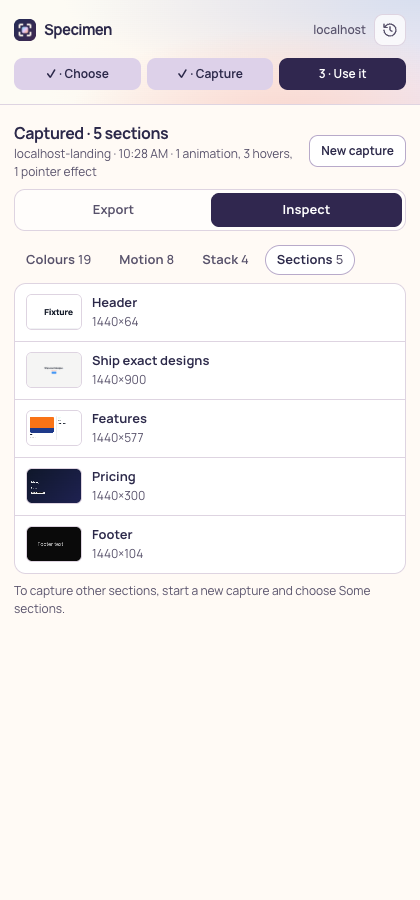 Specimen
localhost
✓ · Choose
✓ · Capture
3 · Use it
Captured · 5 sections
localhost-landing · 10:28 AM · 1 animation, 3 hovers,
1 pointer effect
New capture
Export
Inspect
Colours 19
Motion 8
Stack 4
Sections 5
Fixture
Header
1440×64
Ship exact designs
1440×900
Features
1440×577
Pricing
1440×300
Footer text
Footer
1440×104
To capture other sections, start a new capture and choose Some
sections.